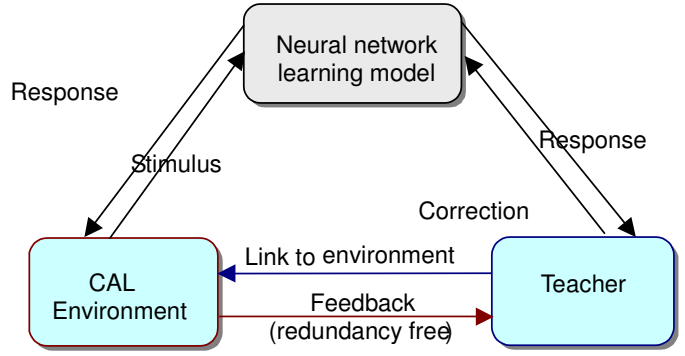 Neural network
learning model
Response
Stimulus
Response
Correction
Link to environment
CAL
Environment
Teacher
Feedback
(redundancy free)